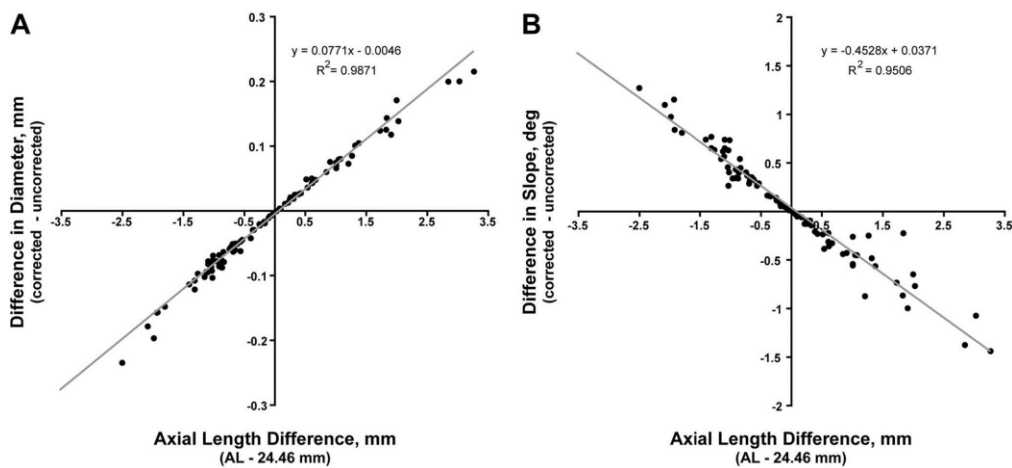 A
y = 0.0771x - 0.0046
R2 = 0.9871
Difference in Diameter, mm
(corrected - uncorrected)
0.3
0.2
0.1
0
-0.1
-0.2
-0.3
-3.5 -2.5 -1.5 -0.5 0.5 1.5 2.5 3.5
Axial Length Difference, mm
(AL - 24.46 mm)
B
y = -0.4528x + 0.0371
R2 = 0.9506
Difference in Slope, deg
(corrected - uncorrected)
2
1.5
1
0.5
0
-0.5
-1
-1.5
-2
-3.5 -2.5 -1.5 -0.5 0.5 1.5 2.5 3.5
Axial Length Difference, mm
(AL - 24.46 mm)